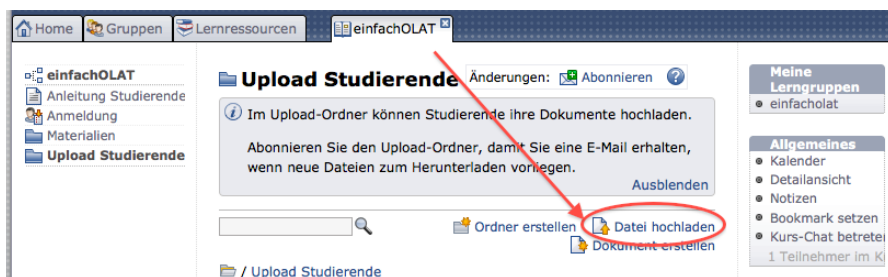 Home Gruppen Lernressourcen einfachOLAT
einfachOLAT
Anleitung Studierende
Anmeldung
Materialien
Upload Studierende
Upload Studierende Änderungen: Abonnieren
Im Upload-Ordner können Studierende ihre Dokumente hochladen.
Abonnieren Sie den Upload-Ordner, damit Sie eine E-Mail erhalten,
wenn neue Dateien zum Herunterladen vorliegen.
Ausblenden
Ordner erstellen Datei hochladen
Dokument erstellen
/ Upload Studierende
Meine
Lerngruppen
einfacholat
Allgemeines
Kalender
Detailansicht
Notizen
Bookmark setzen
Kurs-Chat betreten
1 Teilnehmer im